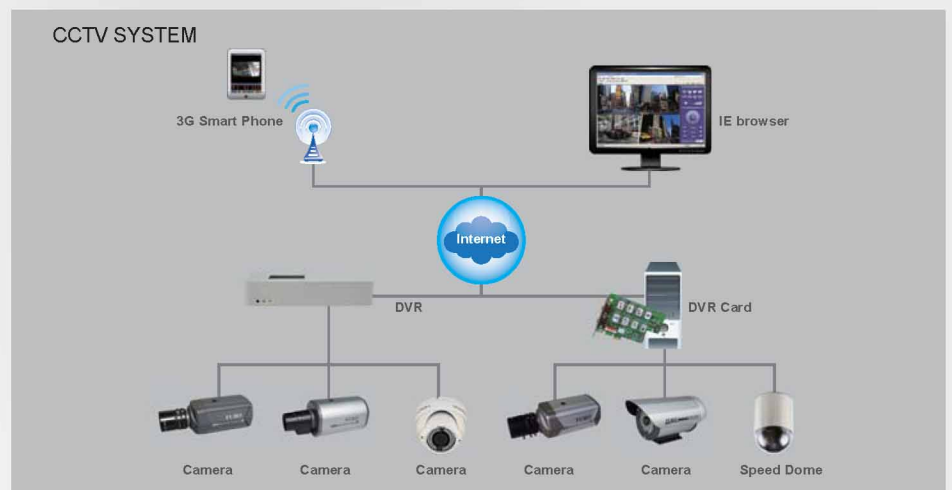 CCTV SYSTEM
3G Smart Phone
IE browser
Internet
DVR
DVR Card
Camera
Camera
Camera
Camera
Camera
Speed Dome